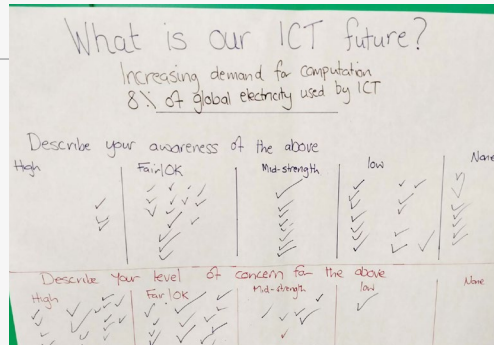 What is our ICT future?
Increasing demand for computation
8% of global electricity used by ICT
Describe your awareness of the above
High Fair/OK Mid-strength low None
Describe Your level of concern for the above
High Fair/OK Mid-strength low None